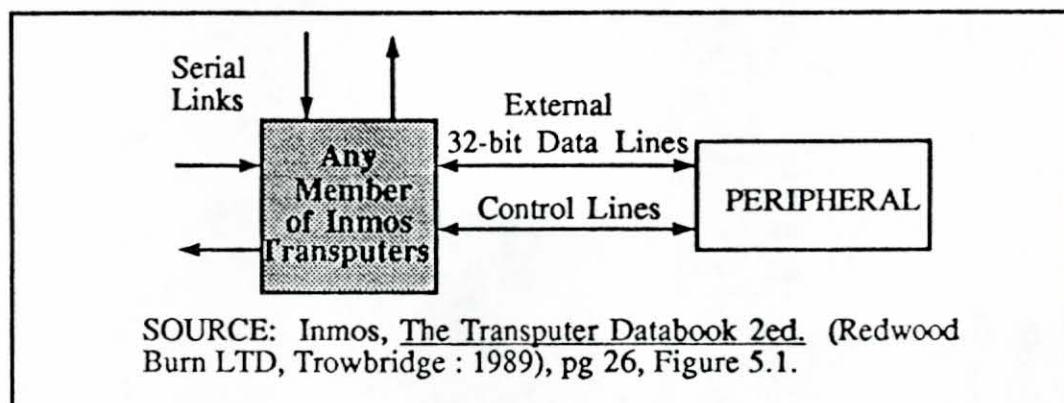 Serial
Links
External
32-bit Data Lines
Any
Member
of Inmos
Transputers
Control Lines
PERIPHERAL
SOURCE: Inmos, The Transputer Databook 2ed. (Redwood
Burn LTD, Trowbridge : 1989), pg 26, Figure 5.1.